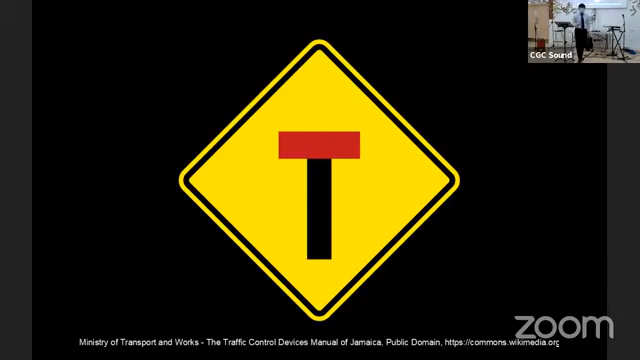 CGC Sound
zoom
Ministry of Transport and Works - The Traffic Control Devices Manual of Jamaica, Public Domain, https://commons.wikimedia.org